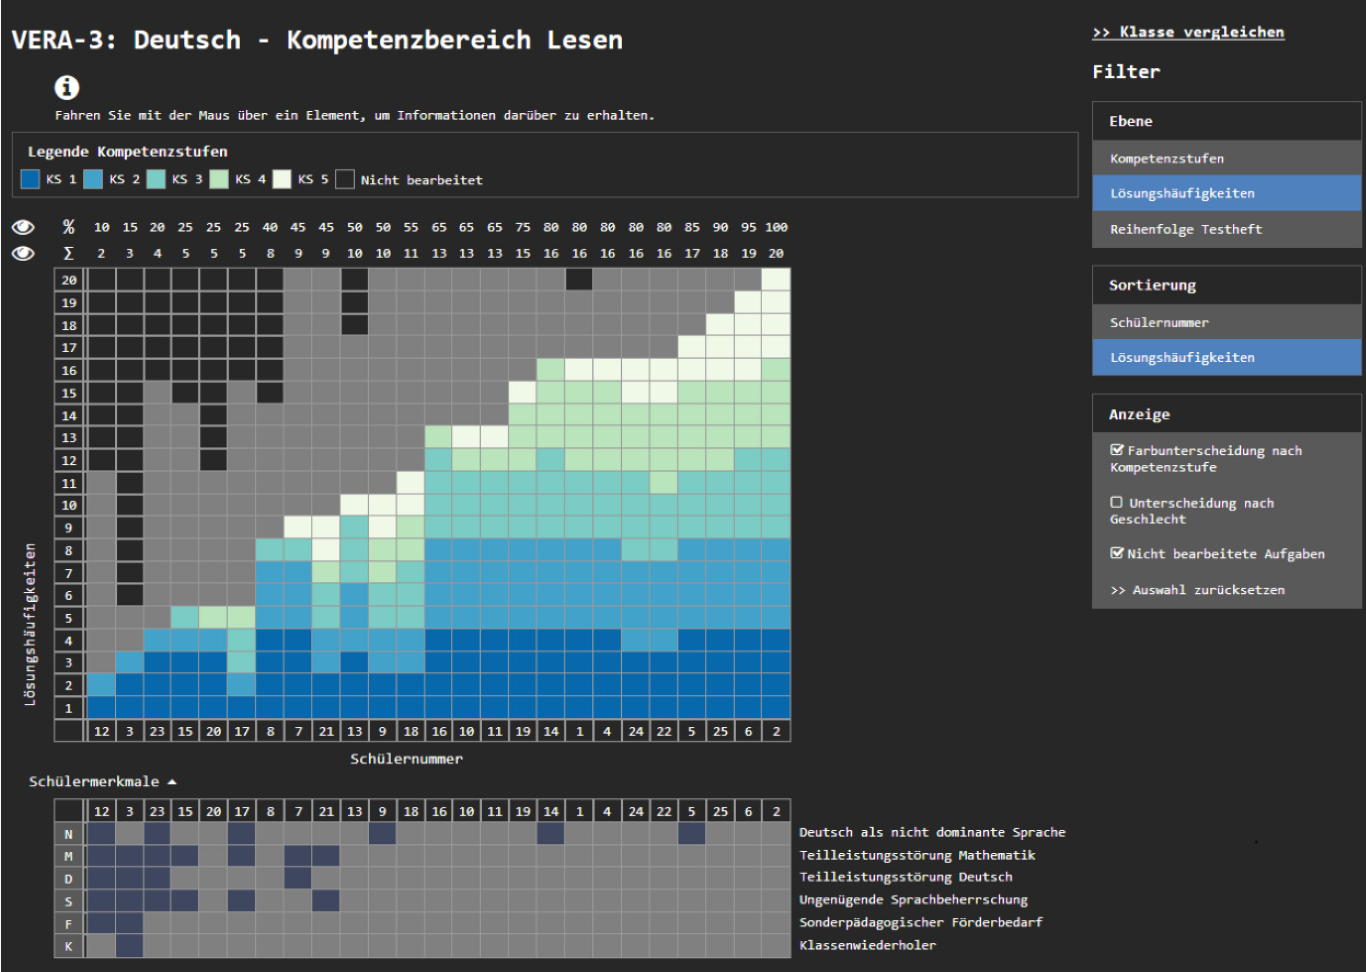 VERA-3: Deutsch - Kompetenzbereich Lesen
Fahren Sie mit der Maus über ein Element, um Informationen darüber zu erhalten.
Legende Kompetenzstufen
KS 1 KS 2 KS 3 KS 4 KS 5 Nicht bearbeitet
% 10 15 20 25 25 25 40 45 45 50 50 55 65 65 65 75 80 80 80 80 80 85 90 95 100
Σ 2 3 4 5 5 5 8 9 9 10 10 11 13 13 13 15 16 16 16 16 16 17 18 19 20
20
19
18
17
16
15
14
13
12
11
10
9
8
7
6
5
4
3
2
1
Lösungshäufigkeiten
12 3 23 15 20 17 8 7 21 13 9 18 16 10 11 19 14 1 4 24 22 5 25 6 2
Schülernummer
Schülermerkmale
12 3 23 15 20 17 8 7 21 13 9 18 16 10 11 19 14 1 4 24 22 5 25 6 2
N Deutsch als nicht dominante Sprache
M Teilleistungsstörung Mathematik
D Teilleistungsstörung Deutsch
S Ungenügende Sprachbeherrschung
F Sonderpädagogischer Förderbedarf
K Klassenwiederholer
>> Klasse vergleichen
Filter
Ebene
Kompetenzstufen
Lösungshäufigkeiten
Reihenfolge Testheft
Sortierung
Schülernummer
Lösungshäufigkeiten
Anzeige
Farbunterscheidung nach
Kompetenzstufe
Unterscheidung nach
Geschlecht
Nicht bearbeitete Aufgaben
>> Auswahl zurücksetzen